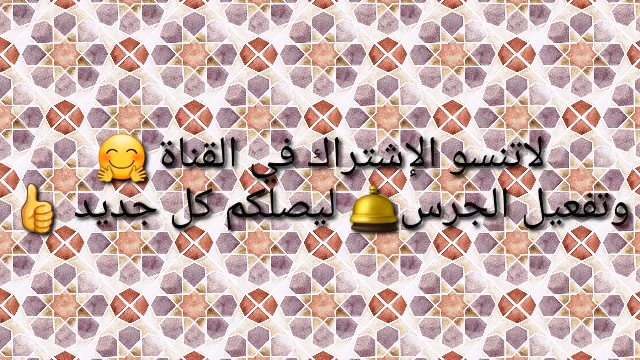 لاتنسو الإشتراك في القناة 🤗
وتفعيل الجرس🛎️ ليصلكم كل جديد 👍